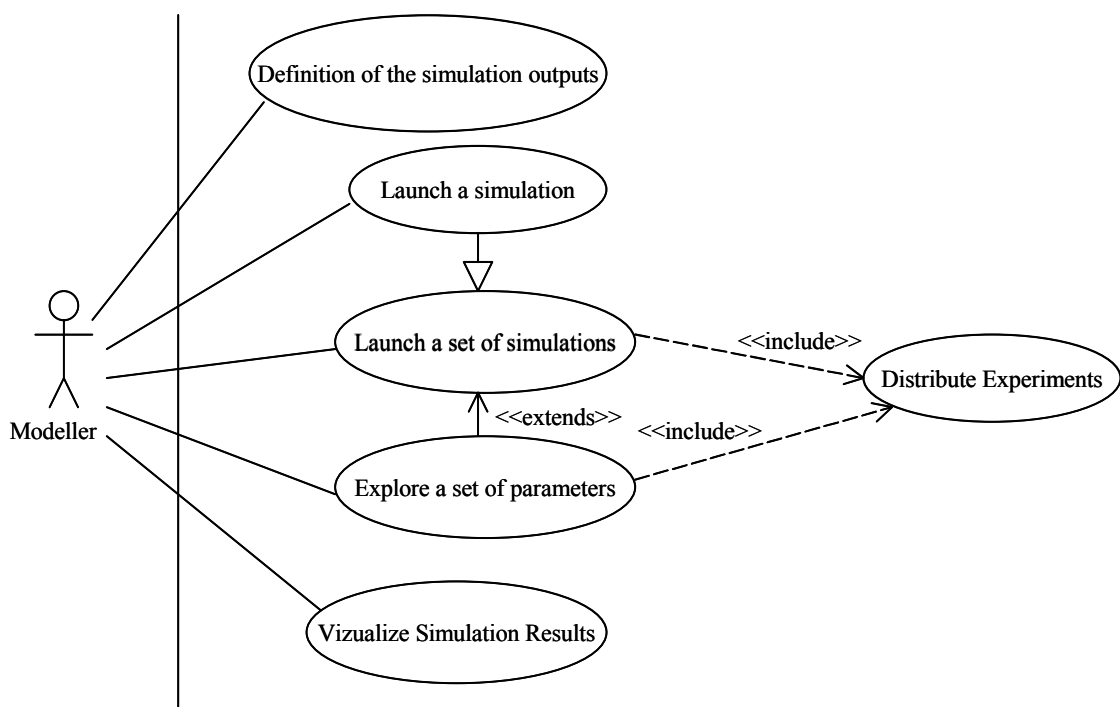 Definition of the simulation outputs
Launch a simulation
Launch a set of simulations
<<include>>
Distribute Experiments
Modeller
<<extends>>
<<include>>
Explore a set of parameters
Vizualize Simulation Results